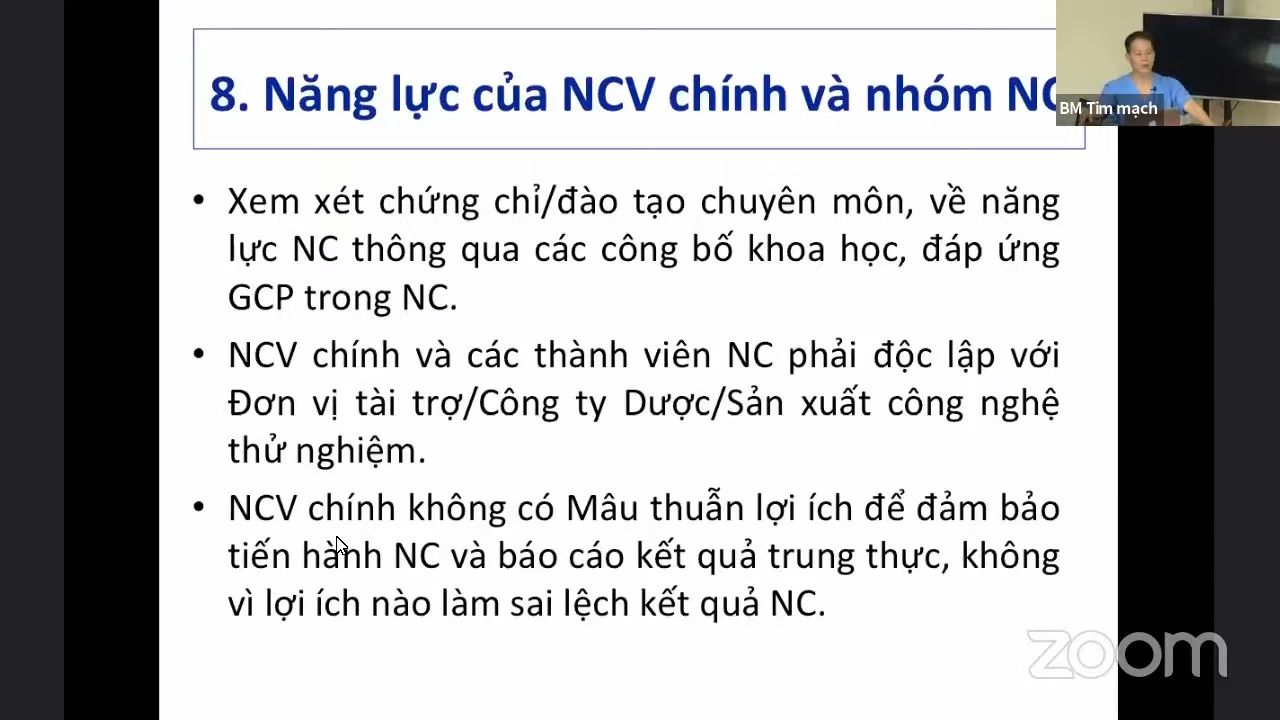 8. Năng lực của NCV chính và nhóm NC
BM Tim mạch
• Xem xét chứng chỉ/đào tạo chuyên môn, về năng
lực NC thông qua các công bố khoa học, đáp ứng
GCP trong NC.
• NCV chính và các thành viên NC phải độc lập với
Đơn vị tài trợ/Công ty Dược/Sản xuất công nghệ
thử nghiệm.
• NCV chính không có Mâu thuẫn lợi ích để đảm bảo
tiến hành NC và báo cáo kết quả trung thực, không
vì lợi ích nào làm sai lệch kết quả NC.
zoom